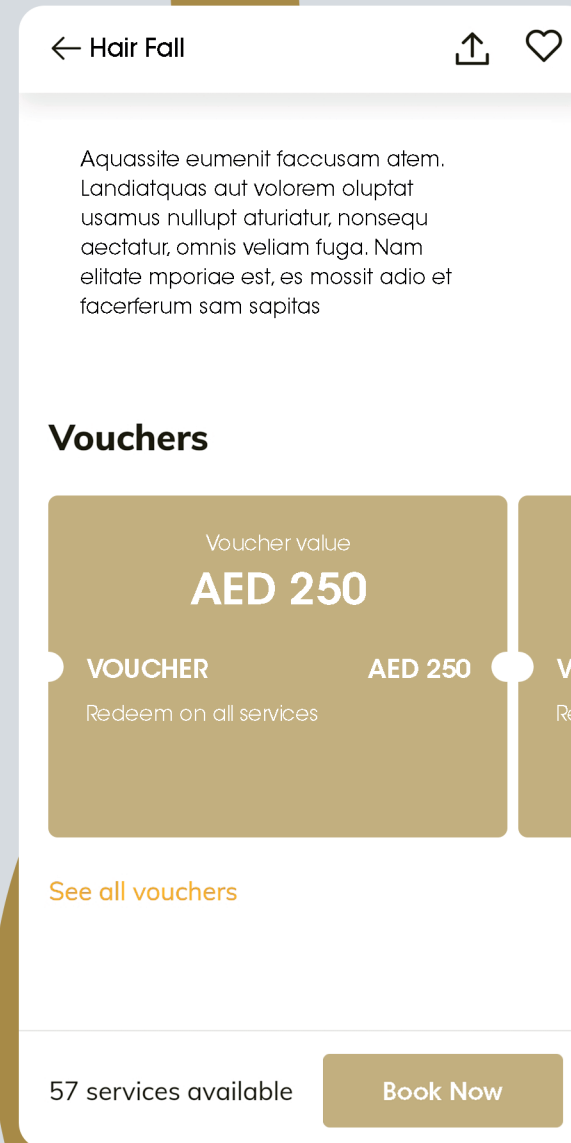 Hair Fall
Aquassite eumenit faccusam atem.
Landiatquas aut volorem oluptat
usamus nullupt aturiatur, nonsequ
aectatur, omnis veliam fuga. Nam
elitate mporiae est, es mossit adio et
facerferum sam sapitas
Vouchers
Voucher value
AED 250
VOUCHER AED 250
Redeem on all services
See all vouchers
57 services available
Book Now